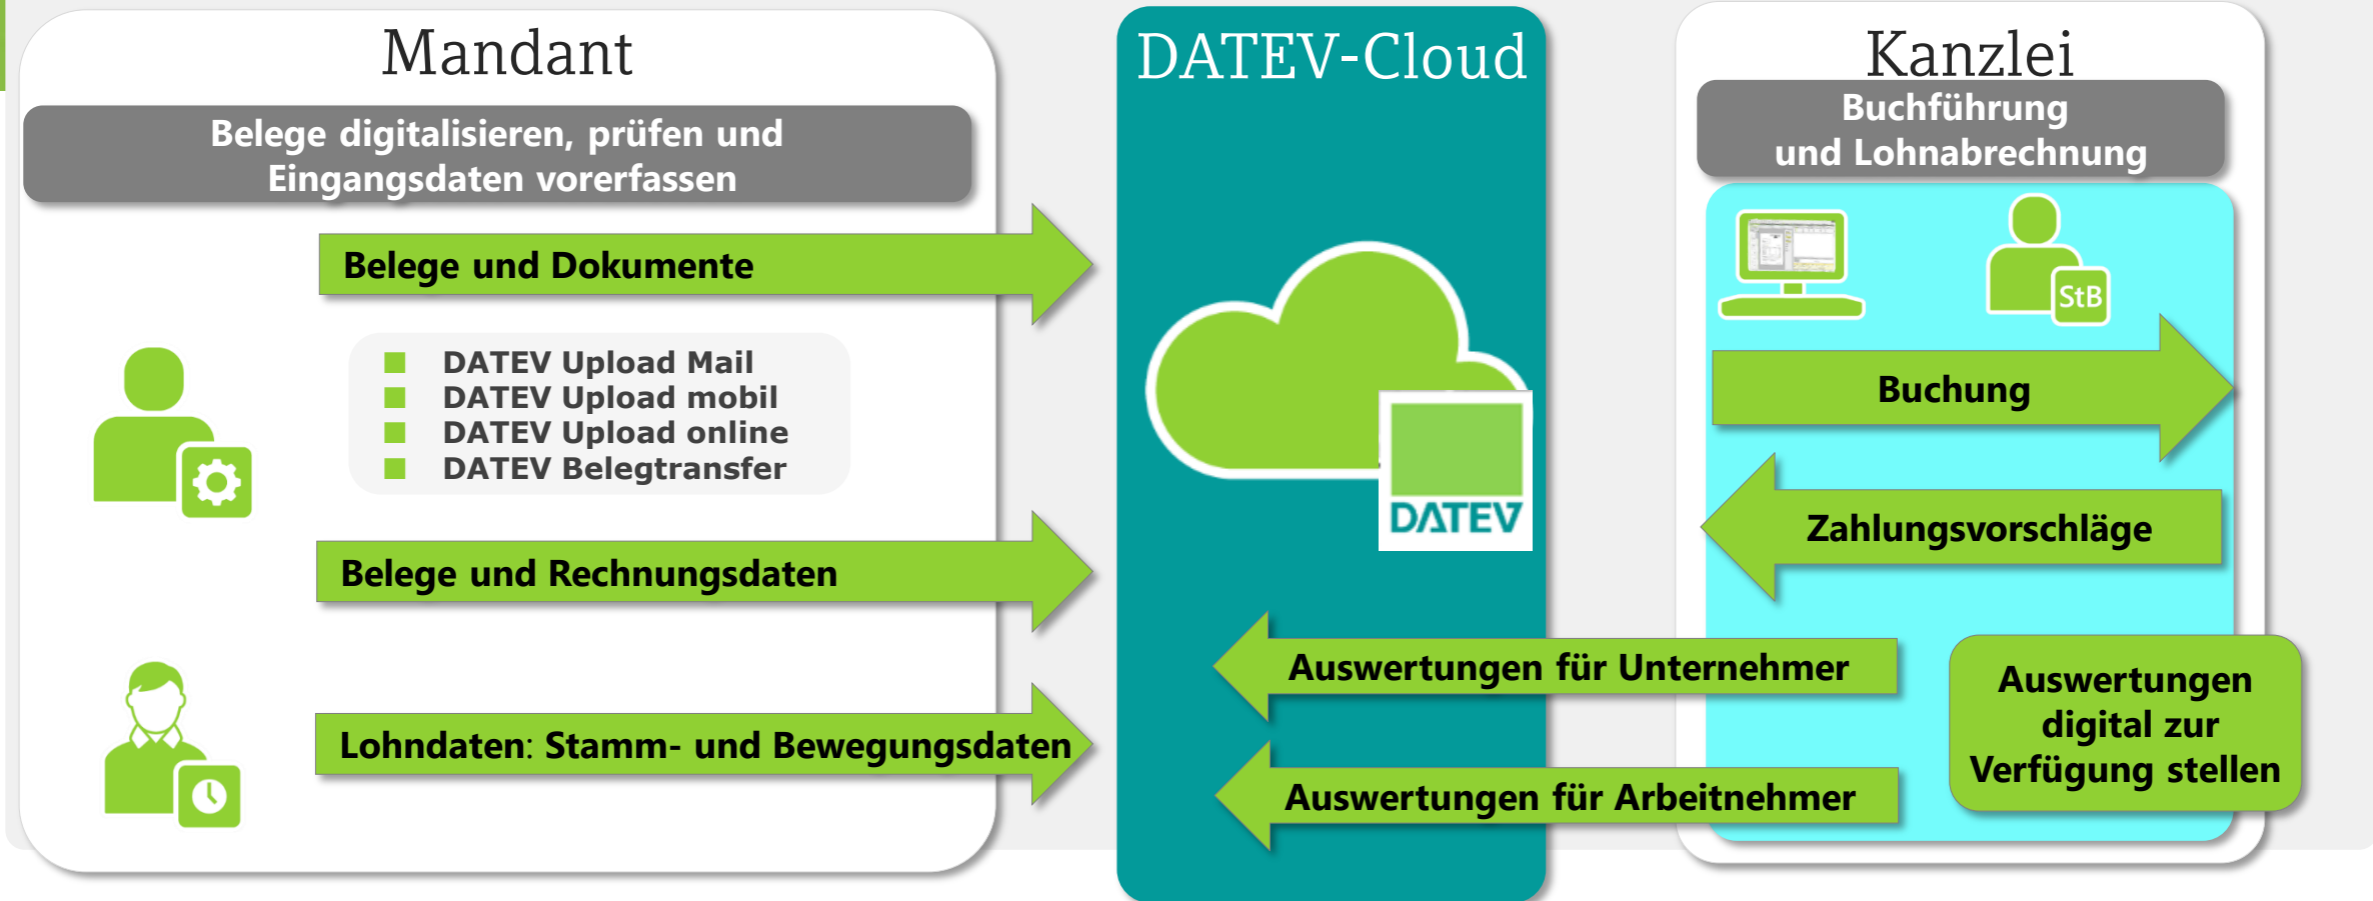 Mandant
Belege digitalisieren, prüfen und
Eingangsdaten vorerfassen
Belege und Dokumente
DATEV Upload Mail
DATEV Upload mobil
DATEV Upload online
DATEV Belegtransfer
Belege und Rechnungsdaten
Lohndaten: Stamm- und Bewegungsdaten
DATEV-Cloud
DATEV
Kanzlei
Buchführung
und Lohnabrechnung
StB
Buchung
Zahlungsvorschläge
Auswertungen für Unternehmer
Auswertungen für Arbeitnehmer
Auswertungen
digital zur
Verfügung stellen